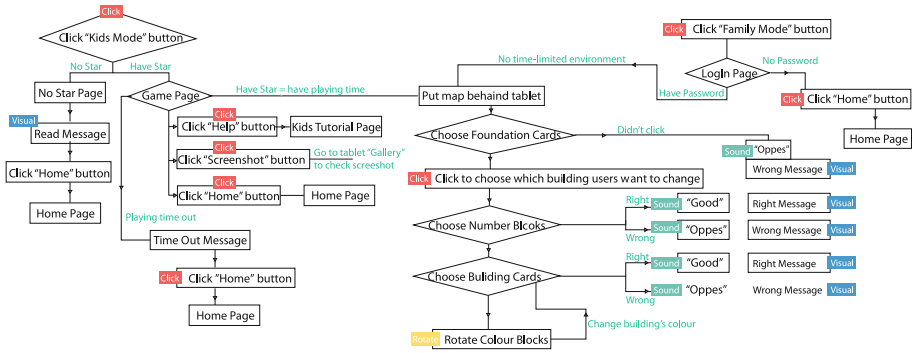 Click
Click "Kids Mode" button
No Star
Have Star
No Star Page
Visual
Read Message
Click "Home" button
Home Page
Game Page
Have Star = have playing time
Click
Click "Help" button
Kids Tutorial Page
Click
Click "Screenshot" button
Go to tablet "Gallery"
to check screeshot
Click
Click "Home" button
Home Page
Playing time out
Time Out Message
Click
Click "Home" button
Home Page
Click
Click "Family Mode" button
No time-limited environment
LogIn Page
No Password
Have Password
Click
Click "Home" button
Home Page
Put map behaind tablet
Choose Foundation Cards
Didn't click
Sound
"Oppes"
Wrong Message
Visual
Click
Click to choose which building users want to change
Choose Number Blcoks
Right
Sound
"Good"
Right Message
Visual
Wrong
Sound
"Oppes"
Wrong Message
Visual
Choose Buliding Cards
Right
Sound
"Good"
Right Message
Visual
Wrong
Sound
"Oppes"
Wrong Message
Visual
Change building's colour
Rotate
Rotate Colour Blocks